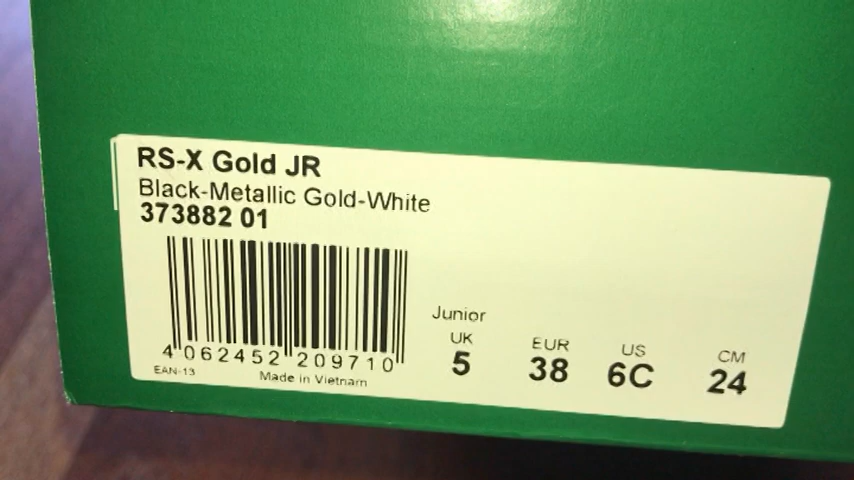 RS-X Gold JR
Black-Metallic Gold-White
373882 01
4 062452 209710
EAN-13
Made in Vietnam
Junior
UK EUR US CM
5 38 6C 24